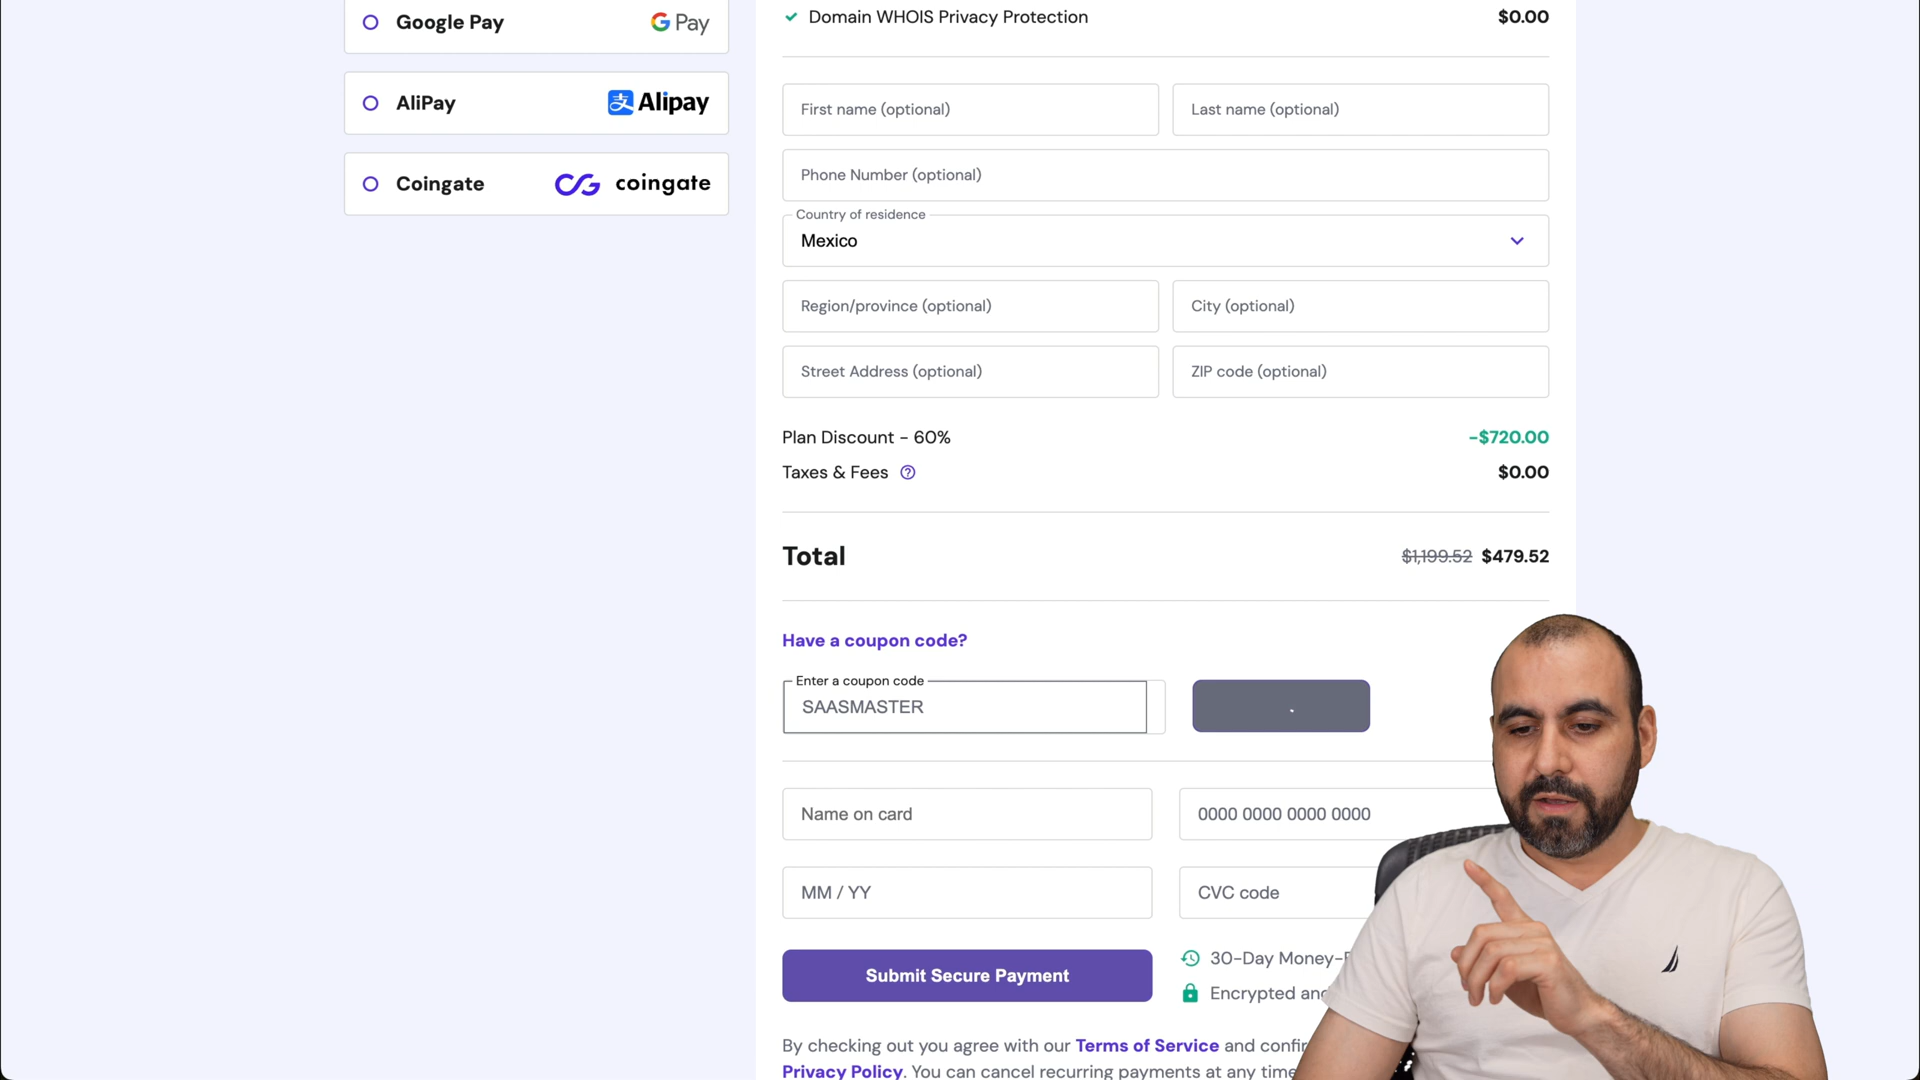 Google Pay
G Pay
AliPay
支 Alipay
Coingate
coingate
Domain WHOIS Privacy Protection $0.00
First name (optional) Last name (optional)
Phone Number (optional)
Country of residence
Mexico
Region/province (optional) City (optional)
Street Address (optional) ZIP code (optional)
Plan Discount - 60% -$720.00
Taxes & Fees ? $0.00
Total $1,199.52 $479.52
Have a coupon code?
Enter a coupon code
SAASMASTER
Name on card 0000 0000 0000 0000
MM / YY CVC code
Submit Secure Payment
30-Day Money-
Encrypted
By checking out you agree with our Terms of Service and
Privacy Policy. You can cancel recurring payments at any time